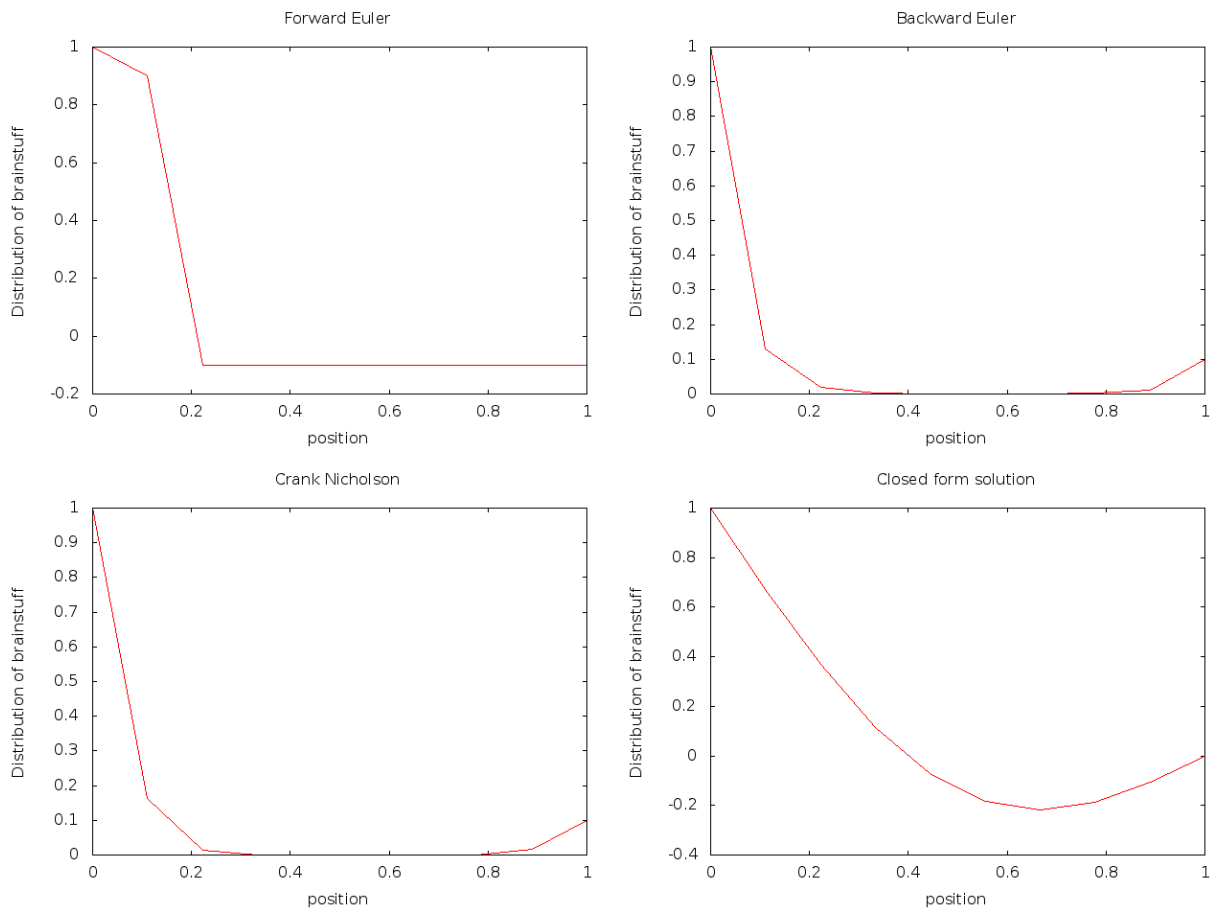 Forward Euler
1
0.8
0.6
0.4
0.2
0
-0.2
0 0.2 0.4 0.6 0.8 1
Distribution of brainstuff
position
Backward Euler
1
0.9
0.8
0.7
0.6
0.5
0.4
0.3
0.2
0.1
0
0 0.2 0.4 0.6 0.8 1
Distribution of brainstuff
position
Crank Nicholson
1
0.9
0.8
0.7
0.6
0.5
0.4
0.3
0.2
0.1
0
0 0.2 0.4 0.6 0.8 1
Distribution of brainstuff
position
Closed form solution
1
0.8
0.6
0.4
0.2
0
-0.2
-0.4
0 0.2 0.4 0.6 0.8 1
Distribution of brainstuff
position